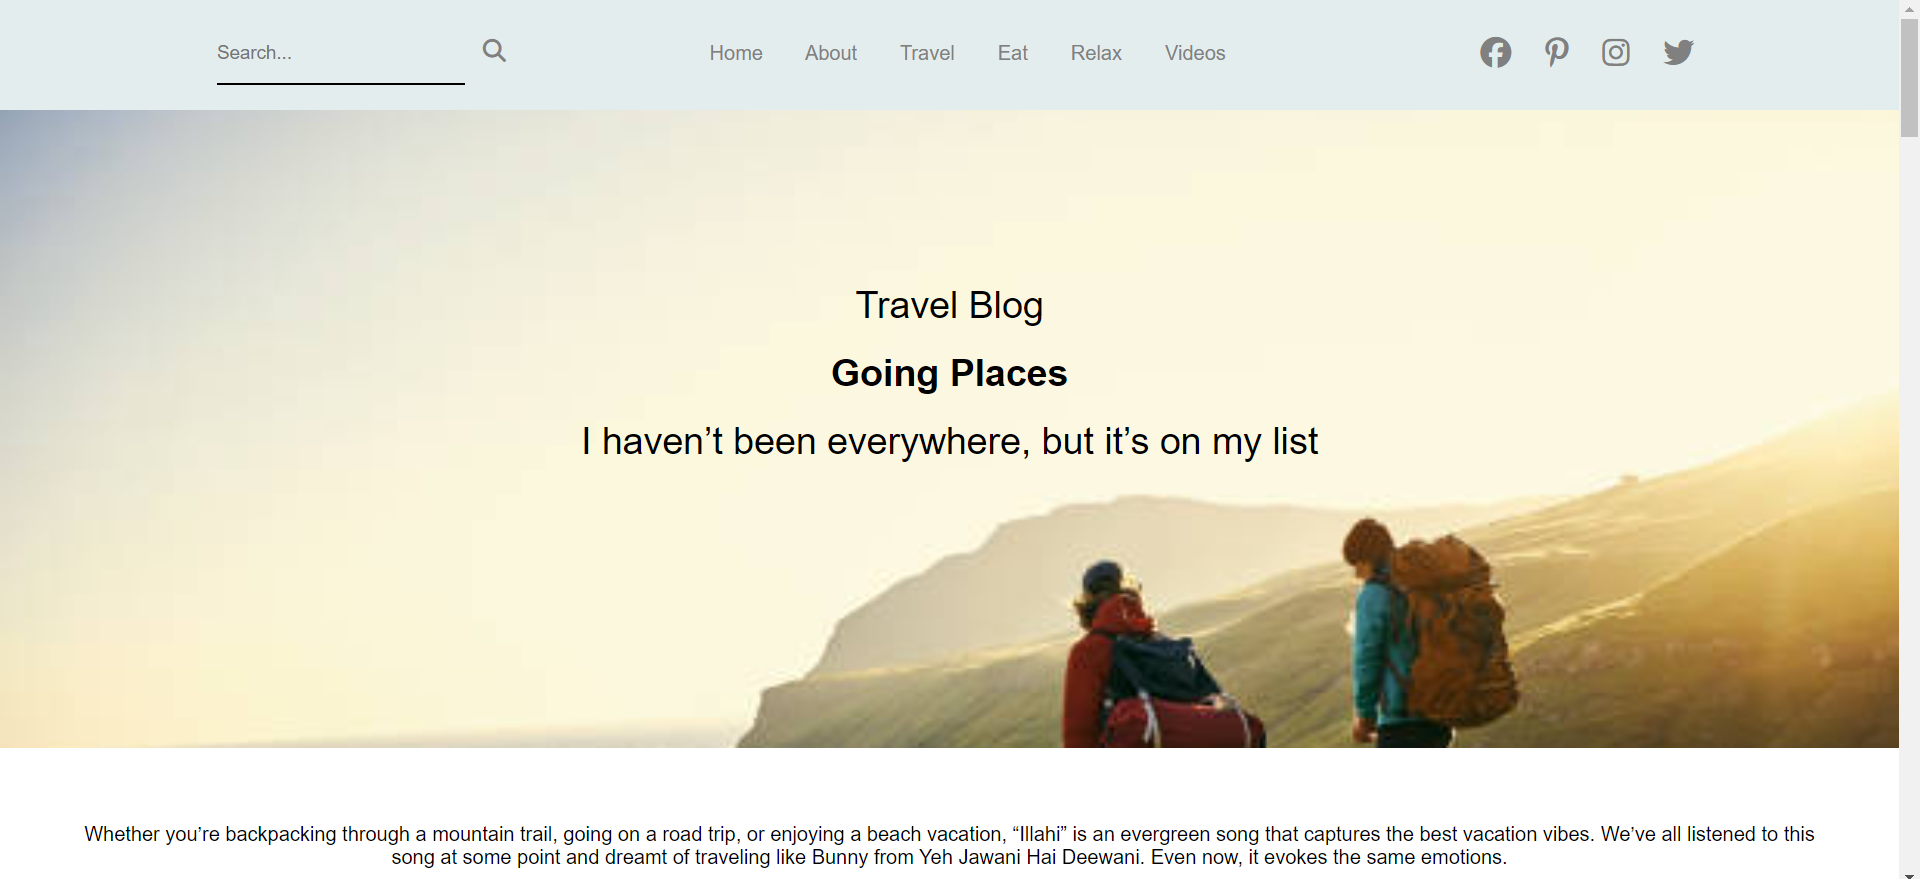 Search...
Home About Travel Eat Relax Videos
Travel Blog
Going Places
I haven’t been everywhere, but it’s on my list
Whether you’re backpacking through a mountain trail, going on a road trip, or enjoying a beach vacation, “Illahi” is an evergreen song that captures the best vacation vibes. We’ve all listened to this
song at some point and dreamt of traveling like Bunny from Yeh Jawani Hai Deewani. Even now, it evokes the same emotions.